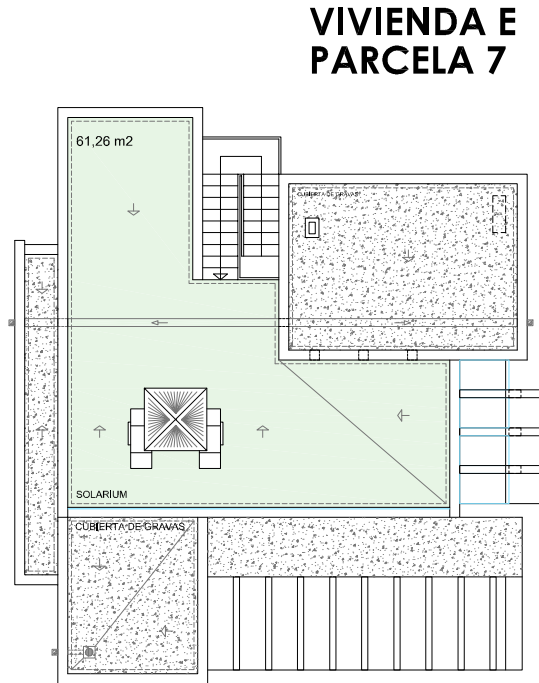 VIVIENDA E
PARCELA 7
61,26 m2
CUBIERTA DE GRAVAS
SOLARIUM
CUBIERTA DE GRAVAS